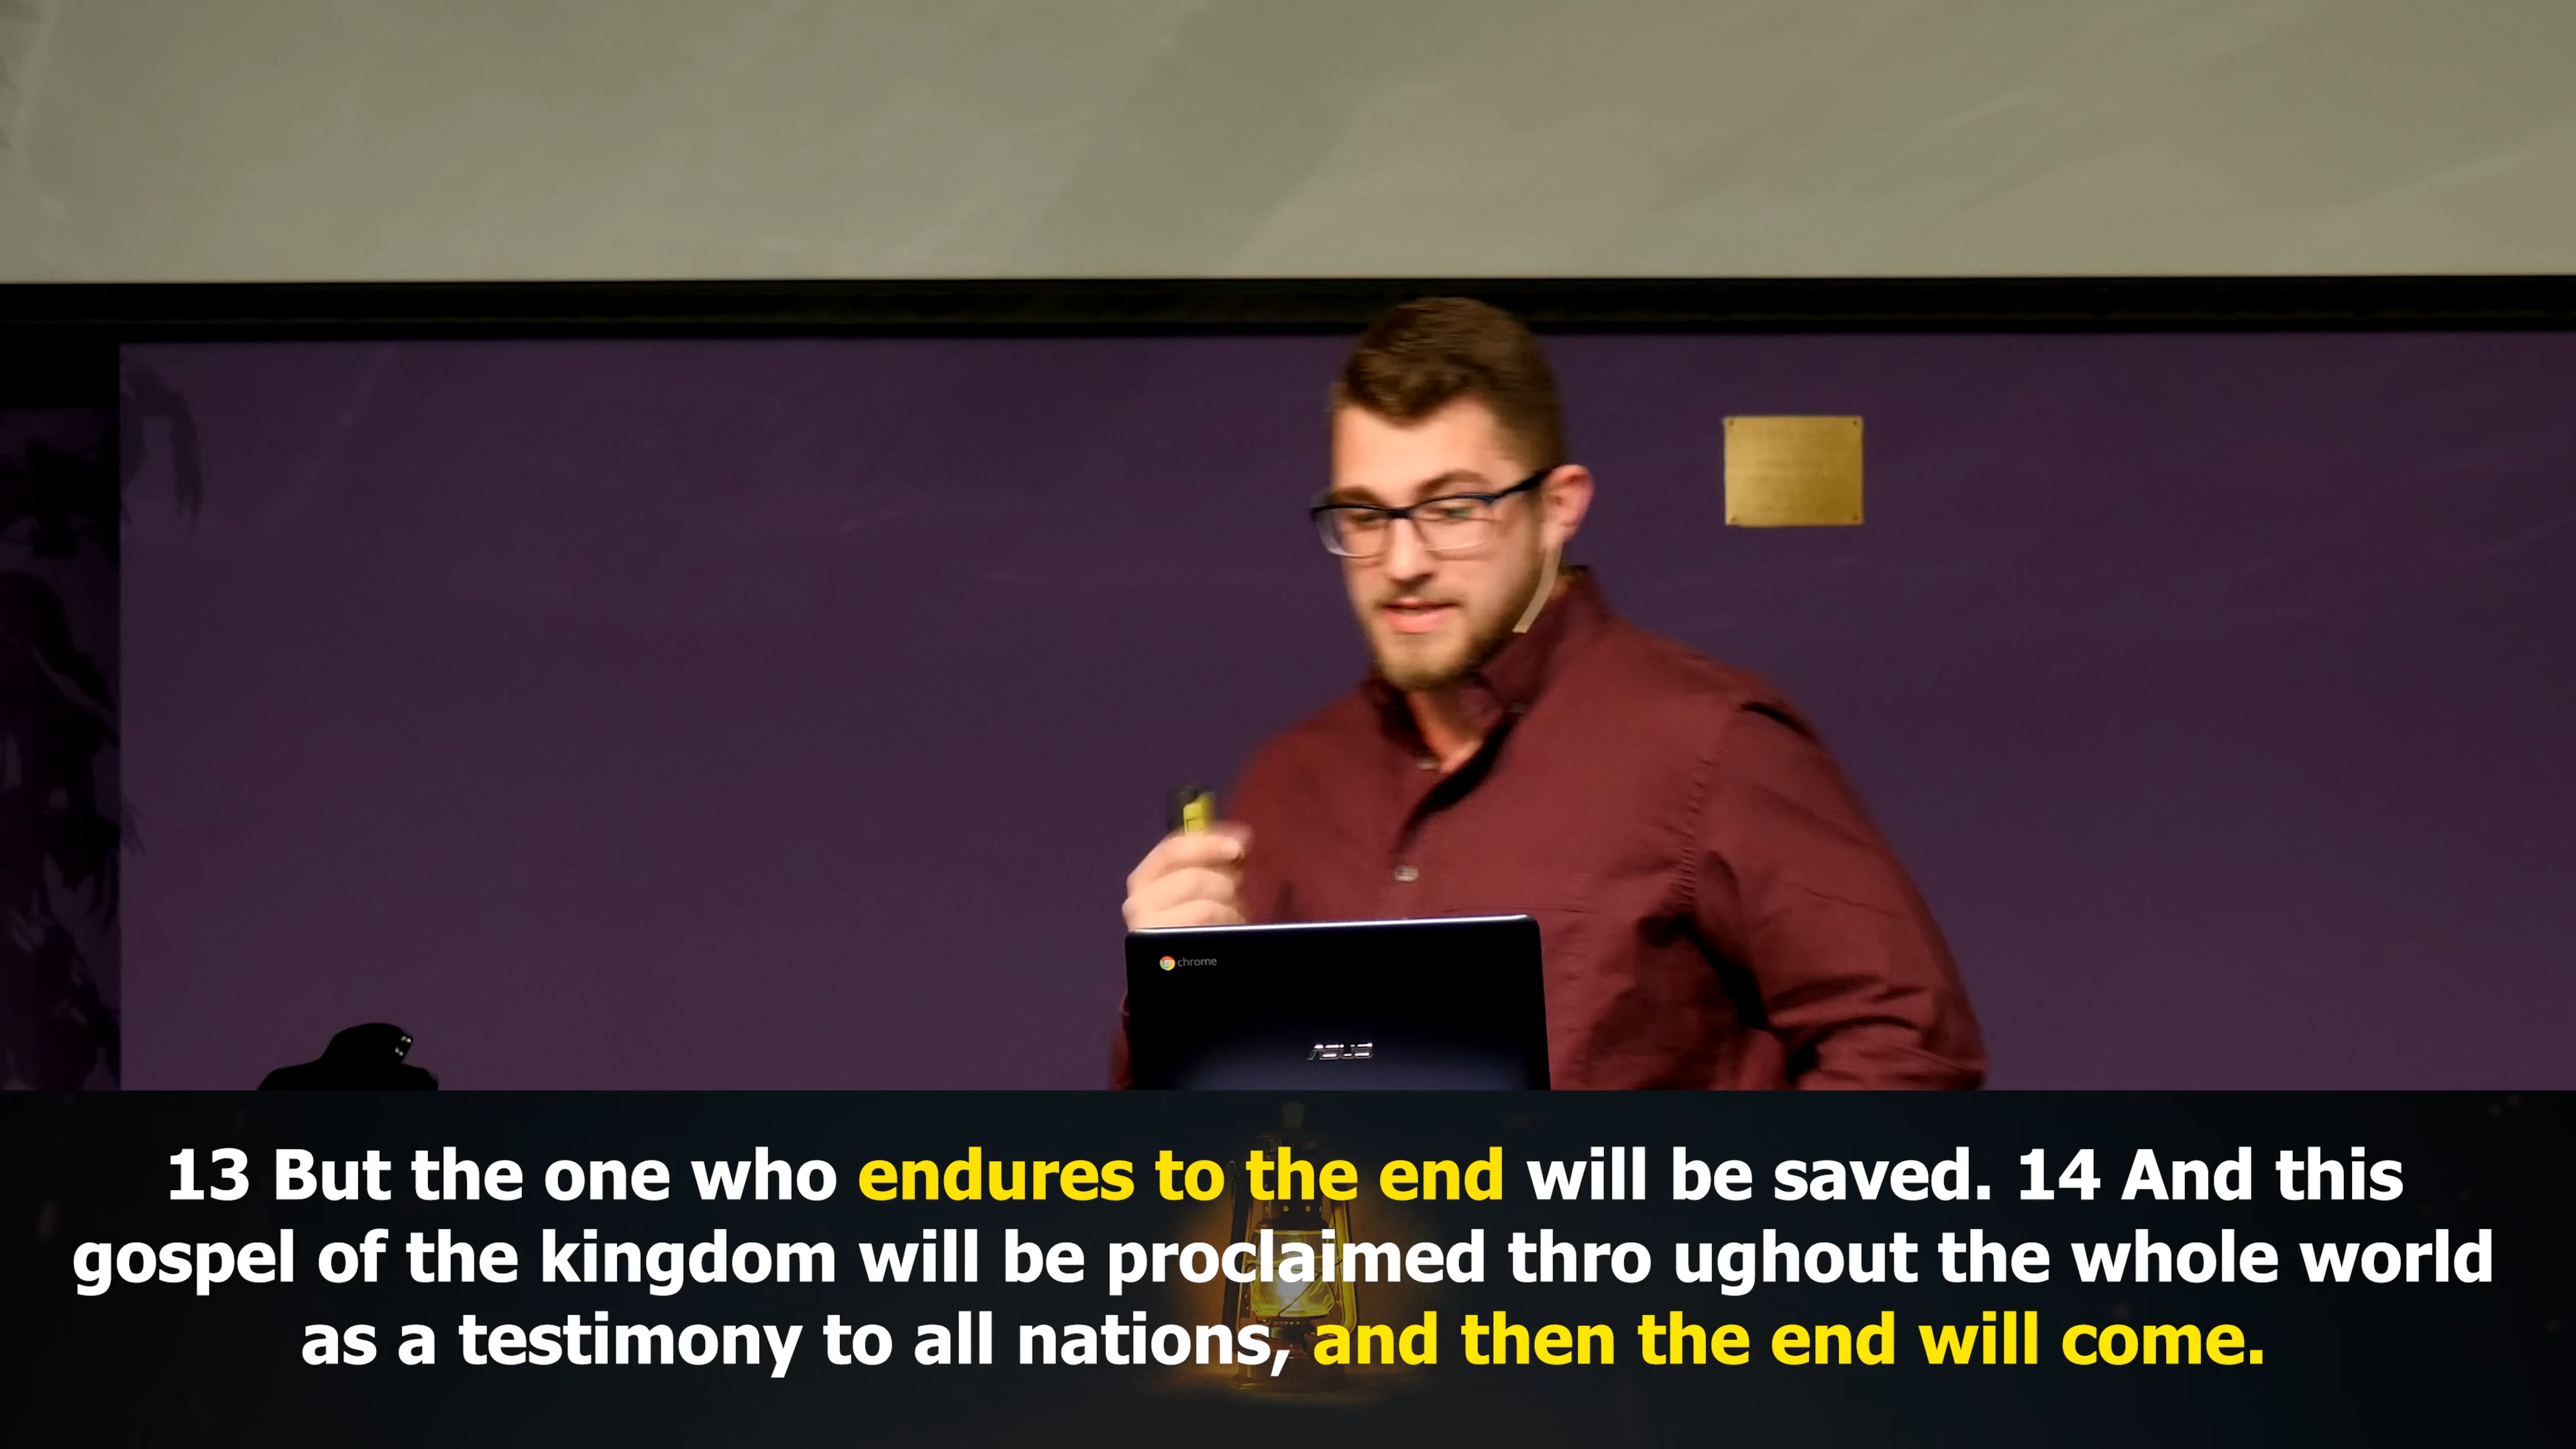 chrome
ASUS
13 But the one who endures to the end will be saved. 14 And this
gospel of the kingdom will be proclaimed thro ughout the whole world
as a testimony to all nations, and then the end will come.